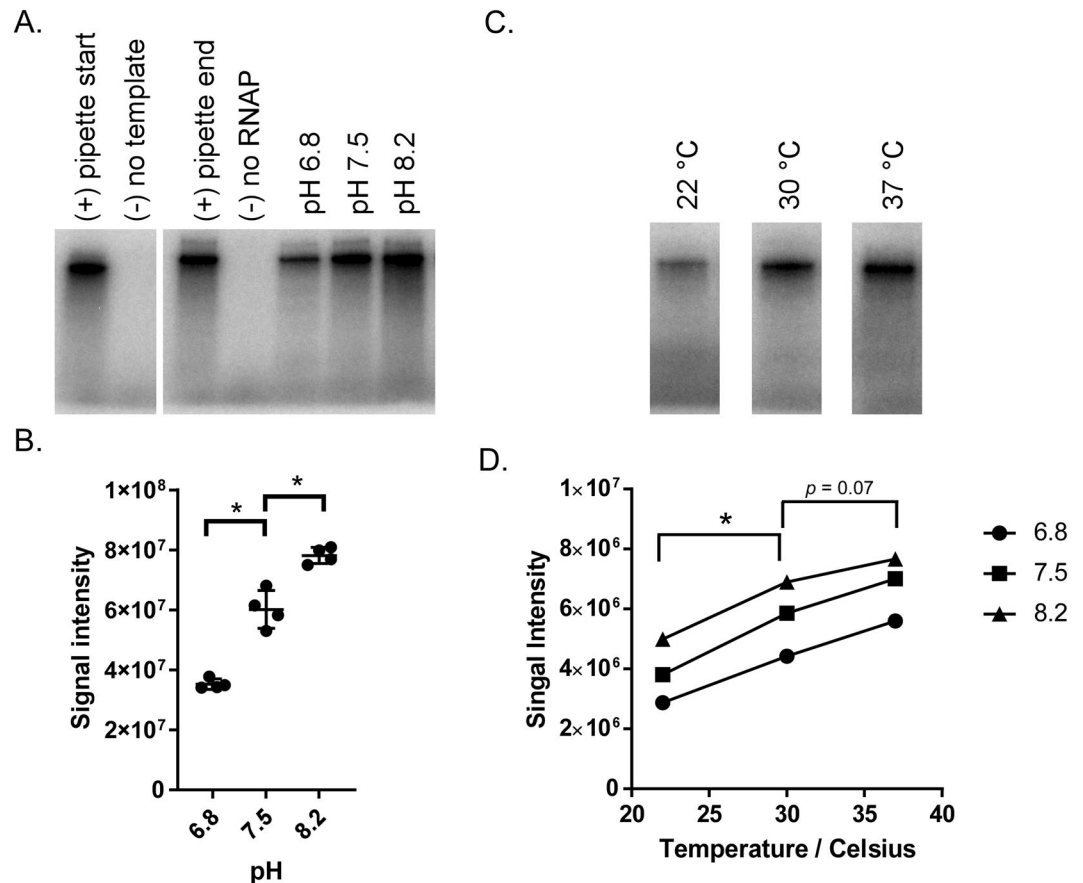 A.
(+) pipette start
(-) no template
(+) pipette end
(-) no RNAP
pH 6.8
pH 7.5
pH 8.2
C.
22 °C
30 °C
37 °C
B.
Signal intensity
1×10⁸
8×10⁷
6×10⁷
4×10⁷
2×10⁷
0
*
*
6.8
7.5
8.2
pH
D.
Singal Intensity
1×10⁷
8×10⁶
6×10⁶
4×10⁶
2×10⁶
0
*
p = 0.07
20
25
30
35
40
Temperature / Celsius
6.8
7.5
8.2